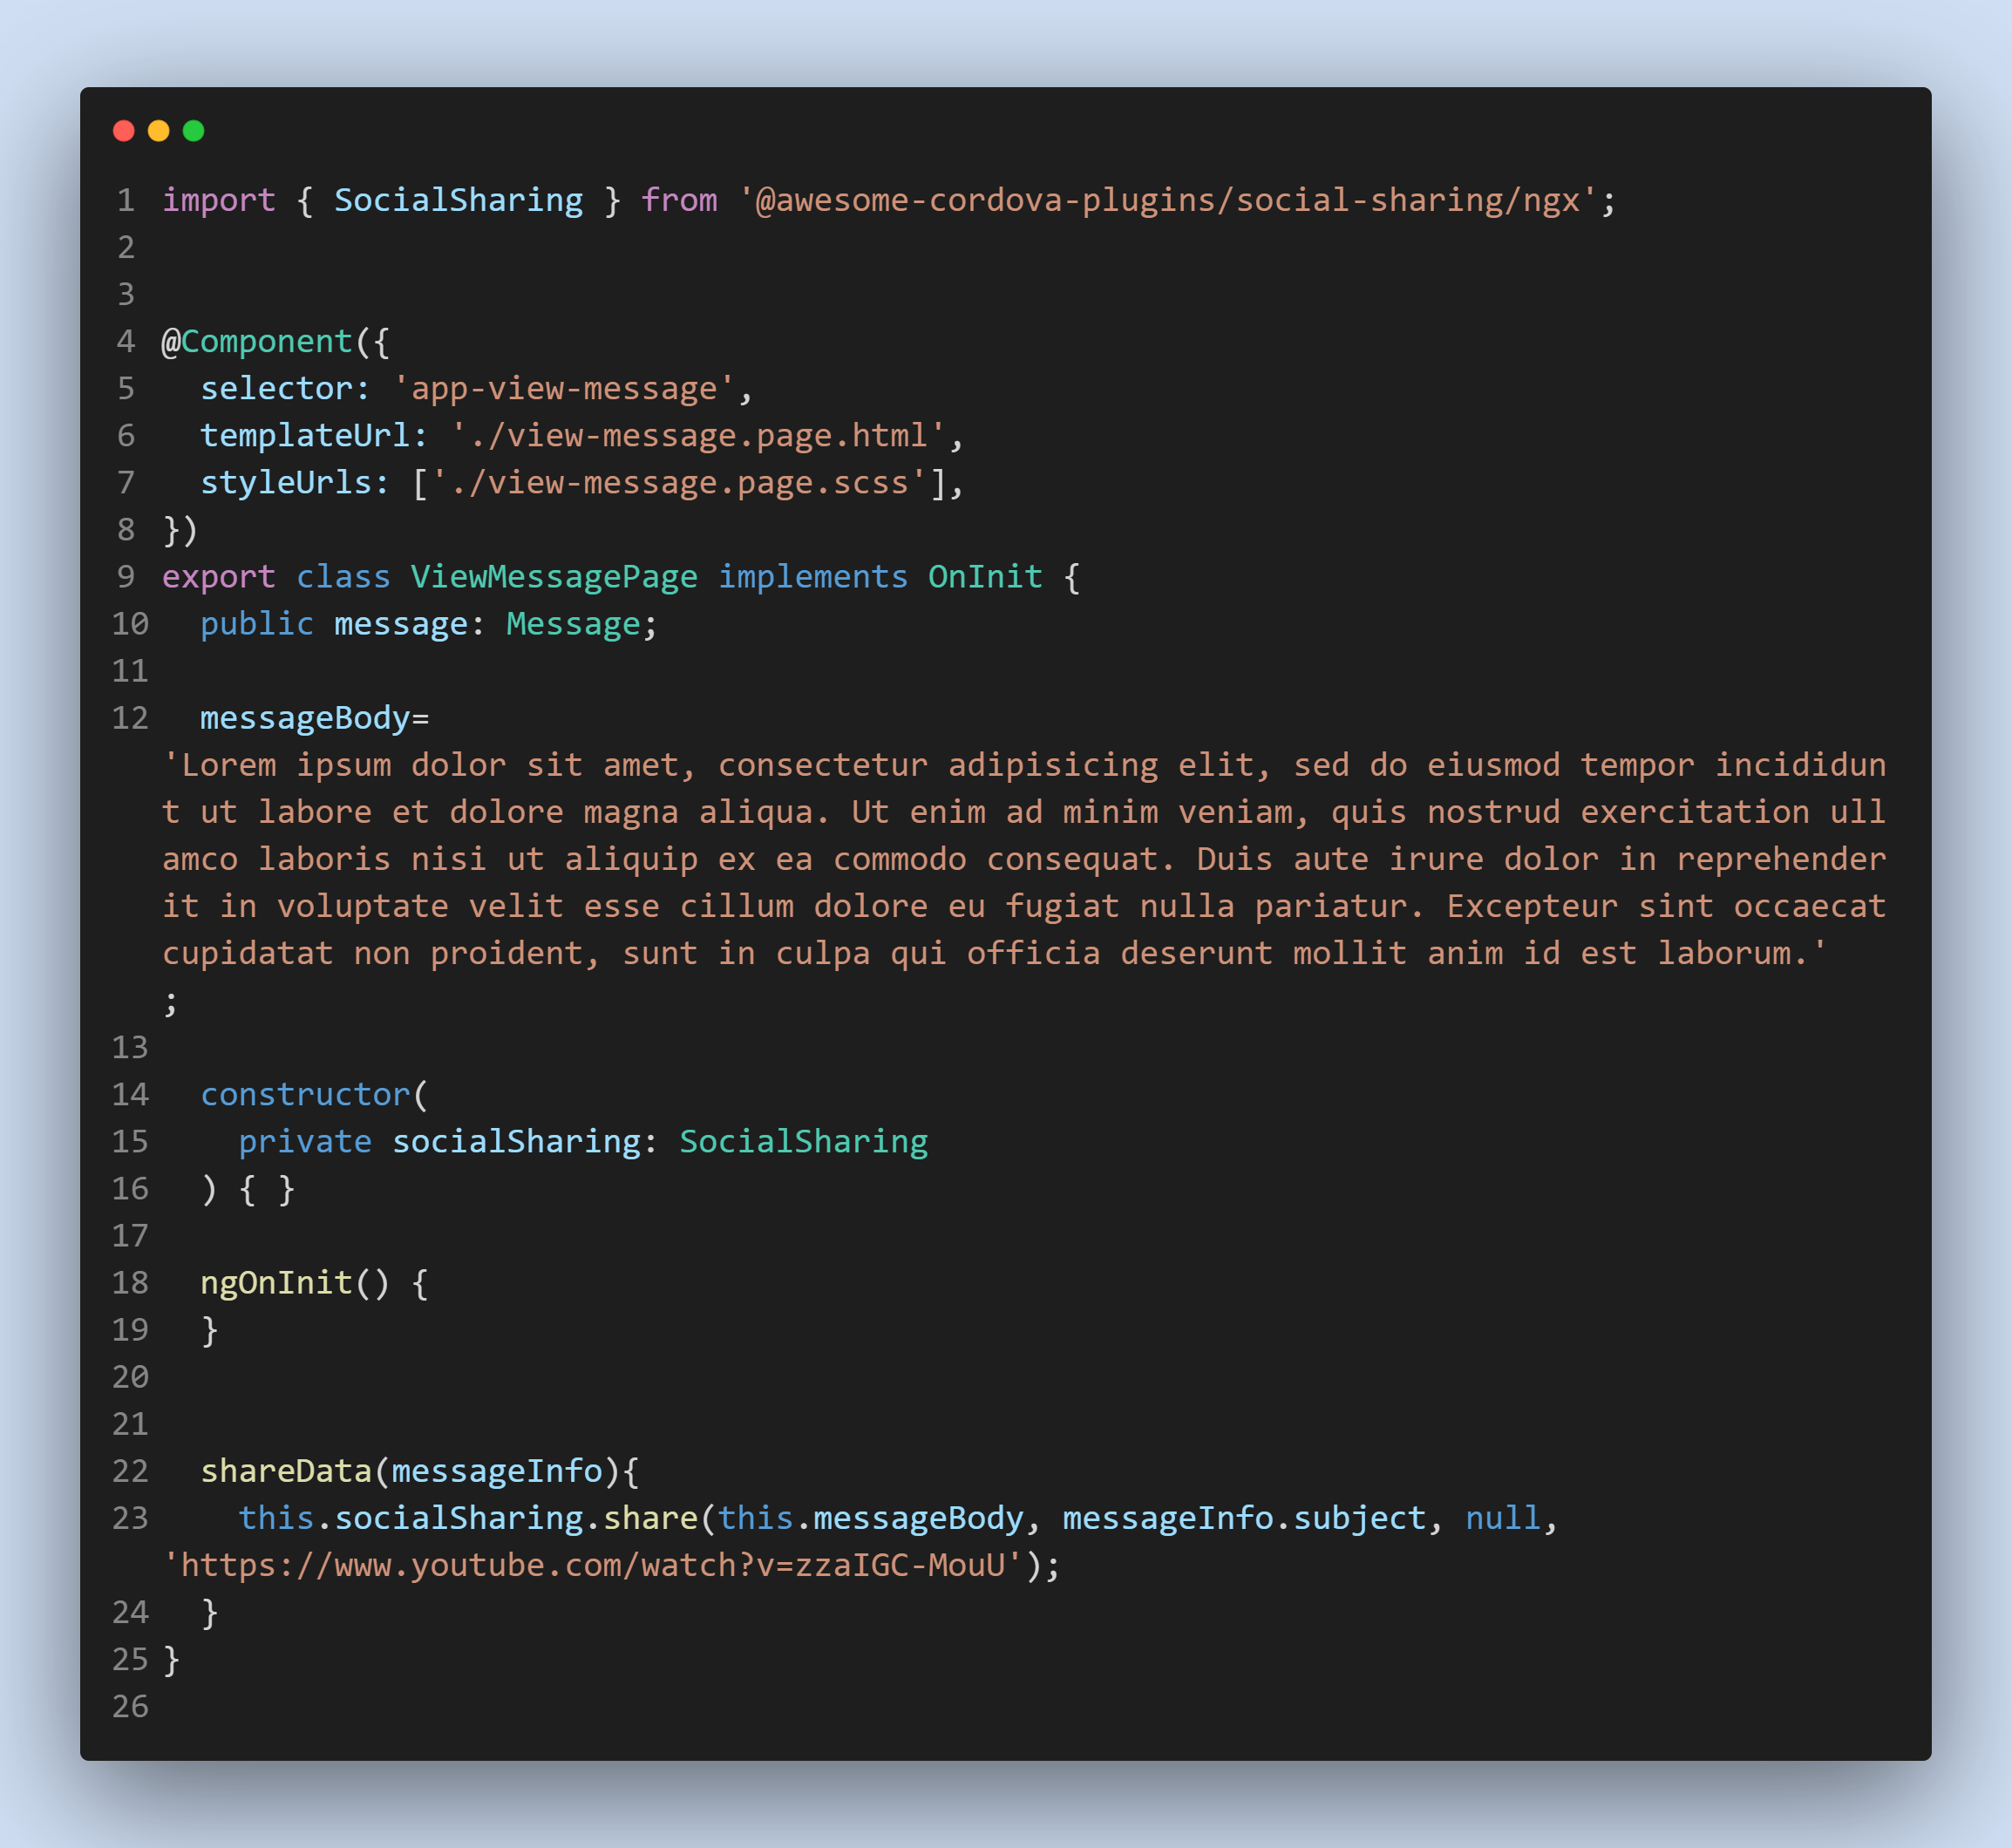 1 import { SocialSharing } from '@awesome-cordova-plugins/social-sharing/ngx';
2
3
4 @Component({
5   selector: 'app-view-message',
6   templateUrl: './view-message.page.html',
7   styleUrls: ['./view-message.page.scss'],
8 })
9 export class ViewMessagePage implements OnInit {
10   public message: Message;
11
12   messageBody=
'Lorem ipsum dolor sit amet, consectetur adipisicing elit, sed do eiusmod tempor incididun
t ut labore et dolore magna aliqua. Ut enim ad minim veniam, quis nostrud exercitation ull
amco laboris nisi ut aliquip ex ea commodo consequat. Duis aute irure dolor in reprehender
it in voluptate velit esse cillum dolore eu fugiat nulla pariatur. Excepteur sint occaecat
cupidatat non proident, sunt in culpa qui officia deserunt mollit anim id est laborum.'
;
13
14   constructor(
15     private socialSharing: SocialSharing
16   ) { }
17
18   ngOnInit() {
19   }
20
21
22   shareData(messageInfo){
23     this.socialSharing.share(this.messageBody, messageInfo.subject, null,
'https://www.youtube.com/watch?v=zzaIGC-MouU');
24   }
25 }
26